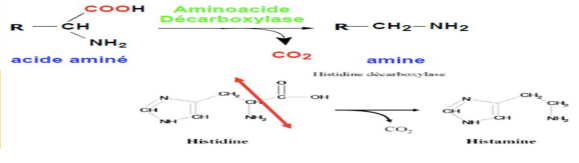 COOH
Aminoacide
Décarboxylase
R — CH
NH2
CO2
R — CH2 — NH2
acide aminé
amine
Histidine décarboxylase
O
CH2
C
OH
N
CH
CH
NH
CH
NH2
CO2
N
CH2
CH2
CH
CH
NH
NH2
Histidine
Histamine